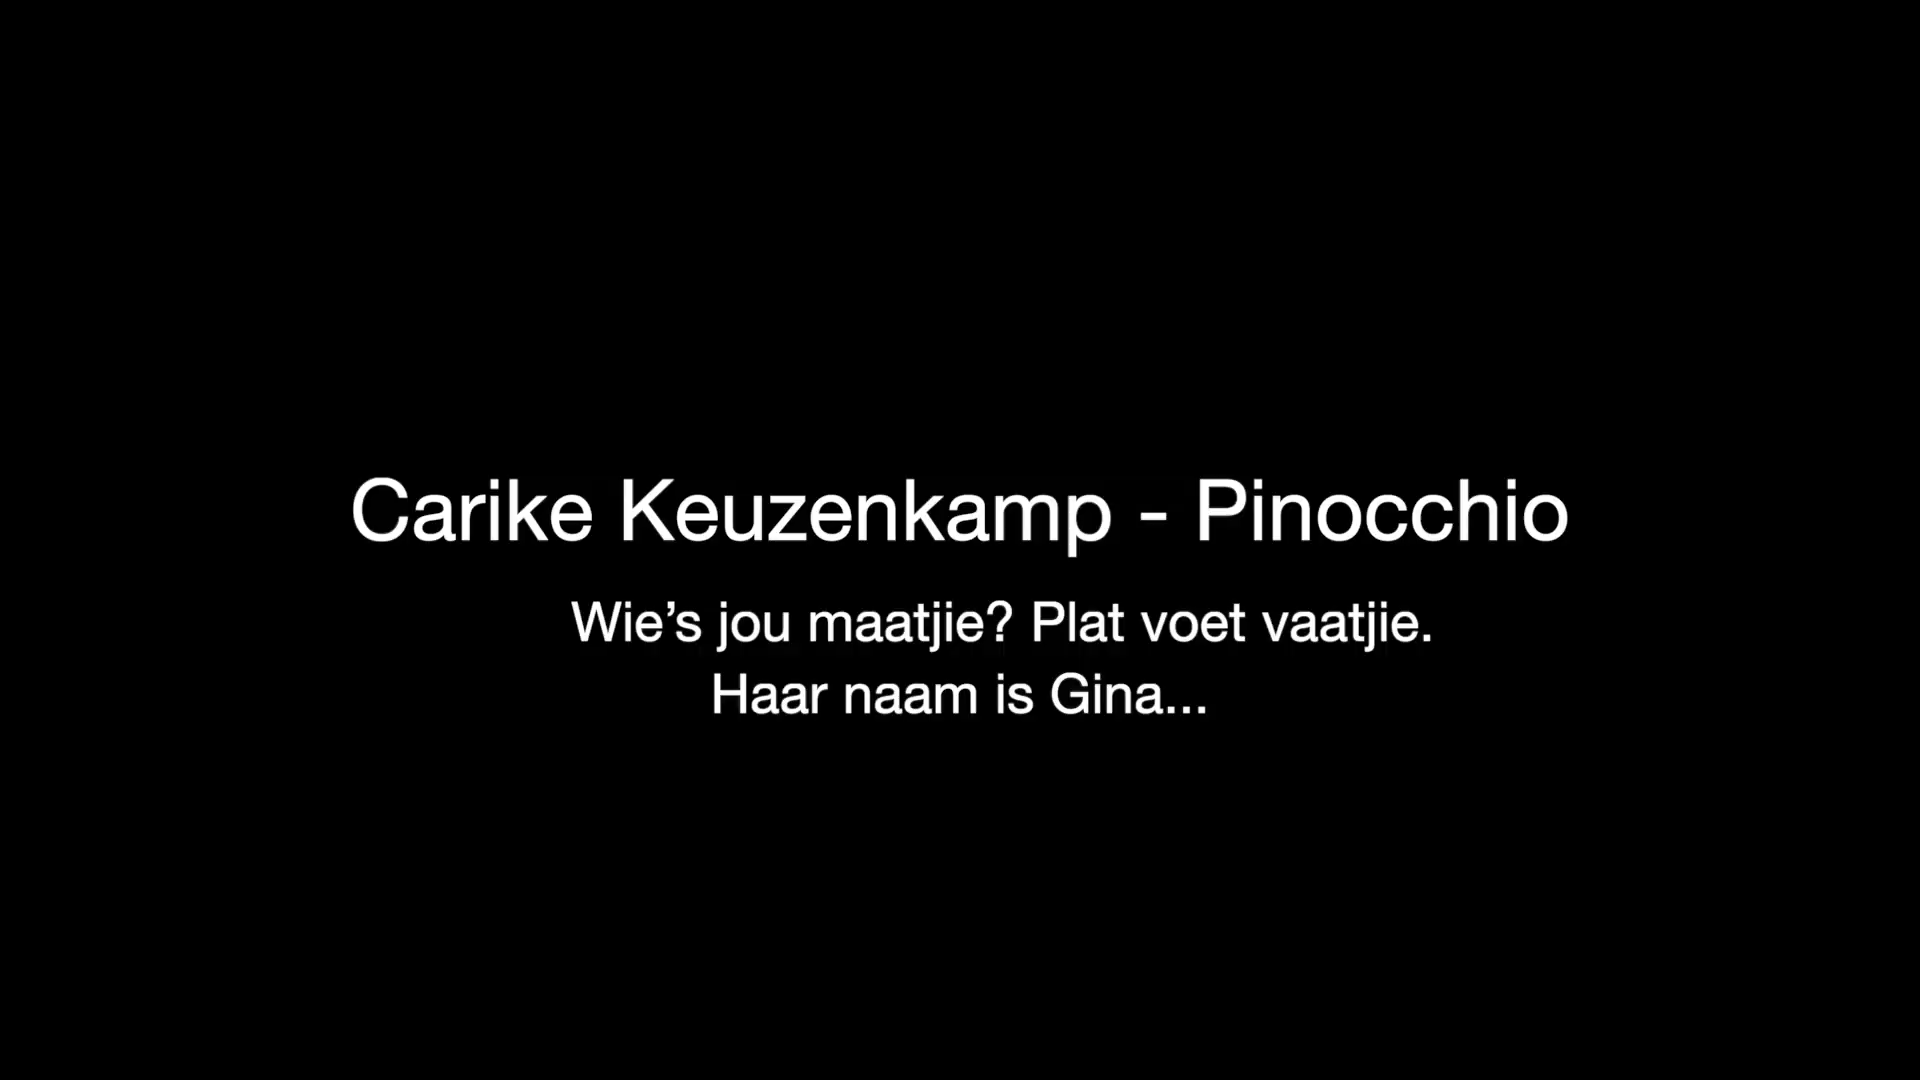 Carike Keuzenkamp - Pinocchio
Wie’s jou maatjie? Plat voet vaatjie.
Haar naam is Gina...